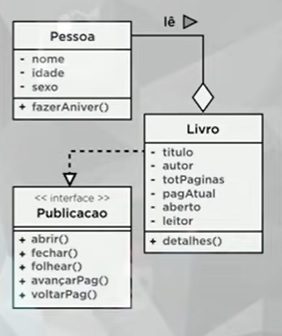 lê
Pessoa
- nome
- idade
- sexo
+ fazerAniver()
Livro
- titulo
- autor
- totPaginas
- pagAtual
- aberto
- leitor
+ detalhes()
<< interface >>
Publicacao
+ abrir()
+ fechar()
+ folhear()
+ avançarPag()
+ voltarPag()